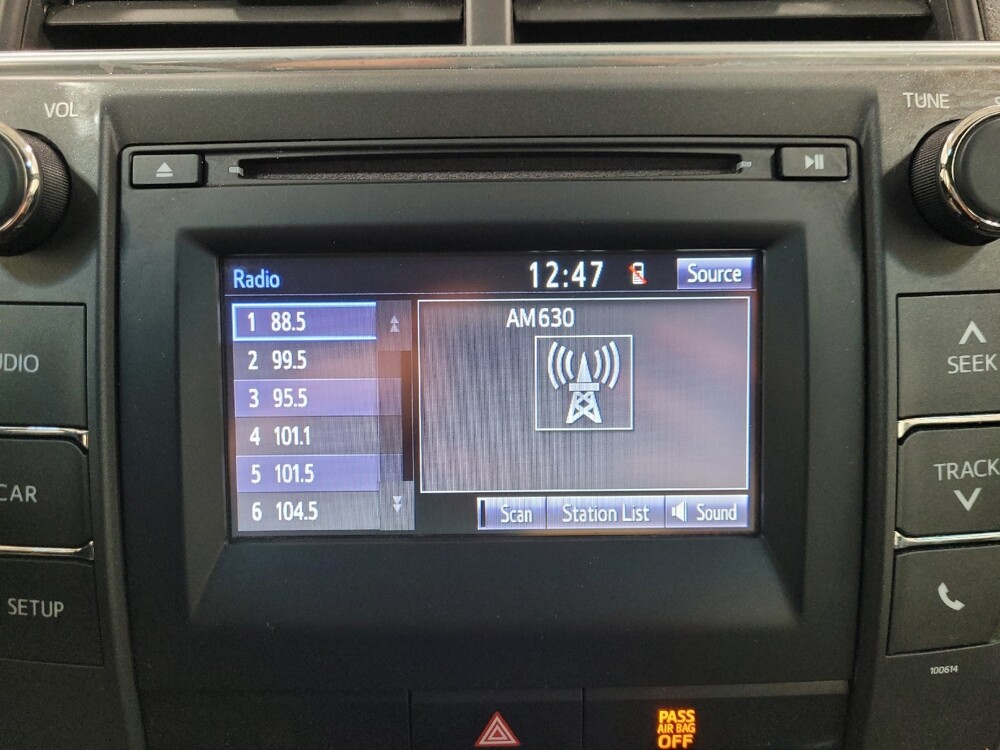 VOL
TUNE
Radio
12:47
Source
1 88.5
2 99.5
3 95.5
4 101.1
5 101.5
6 104.5
AM630
Scan
Station List
Sound
CAR
SETUP
SEEK
TRACK
100614
PASS
AIR BAG
OFF